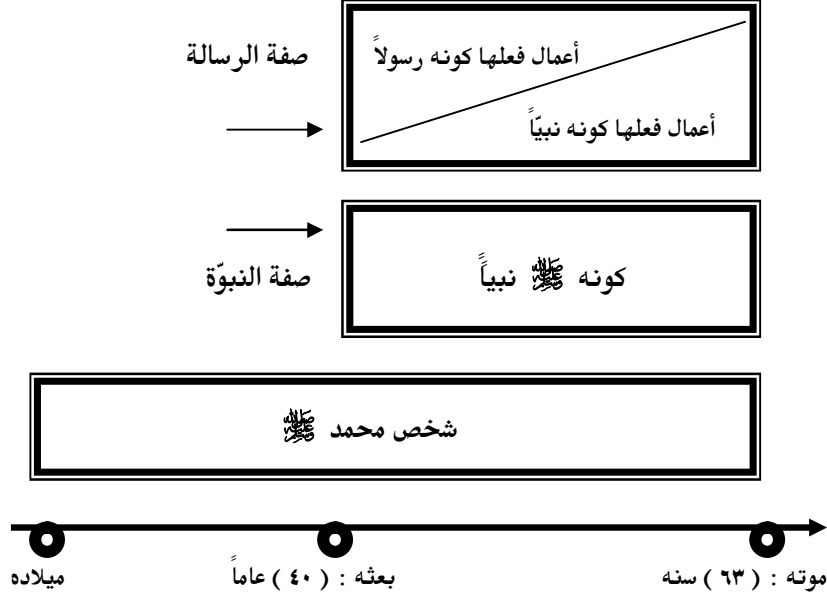 صفة الرسالة
أعمال فعلها كونه رسولاً
أعمال فعلها كونه نبيّاً
صفة النبوّة
كونه ﷺ نبياً
شخص محمد ﷺ
ميلاده
بعثه : ( ٤٠ ) عاماً
موته : ( ٦٣ ) سنه